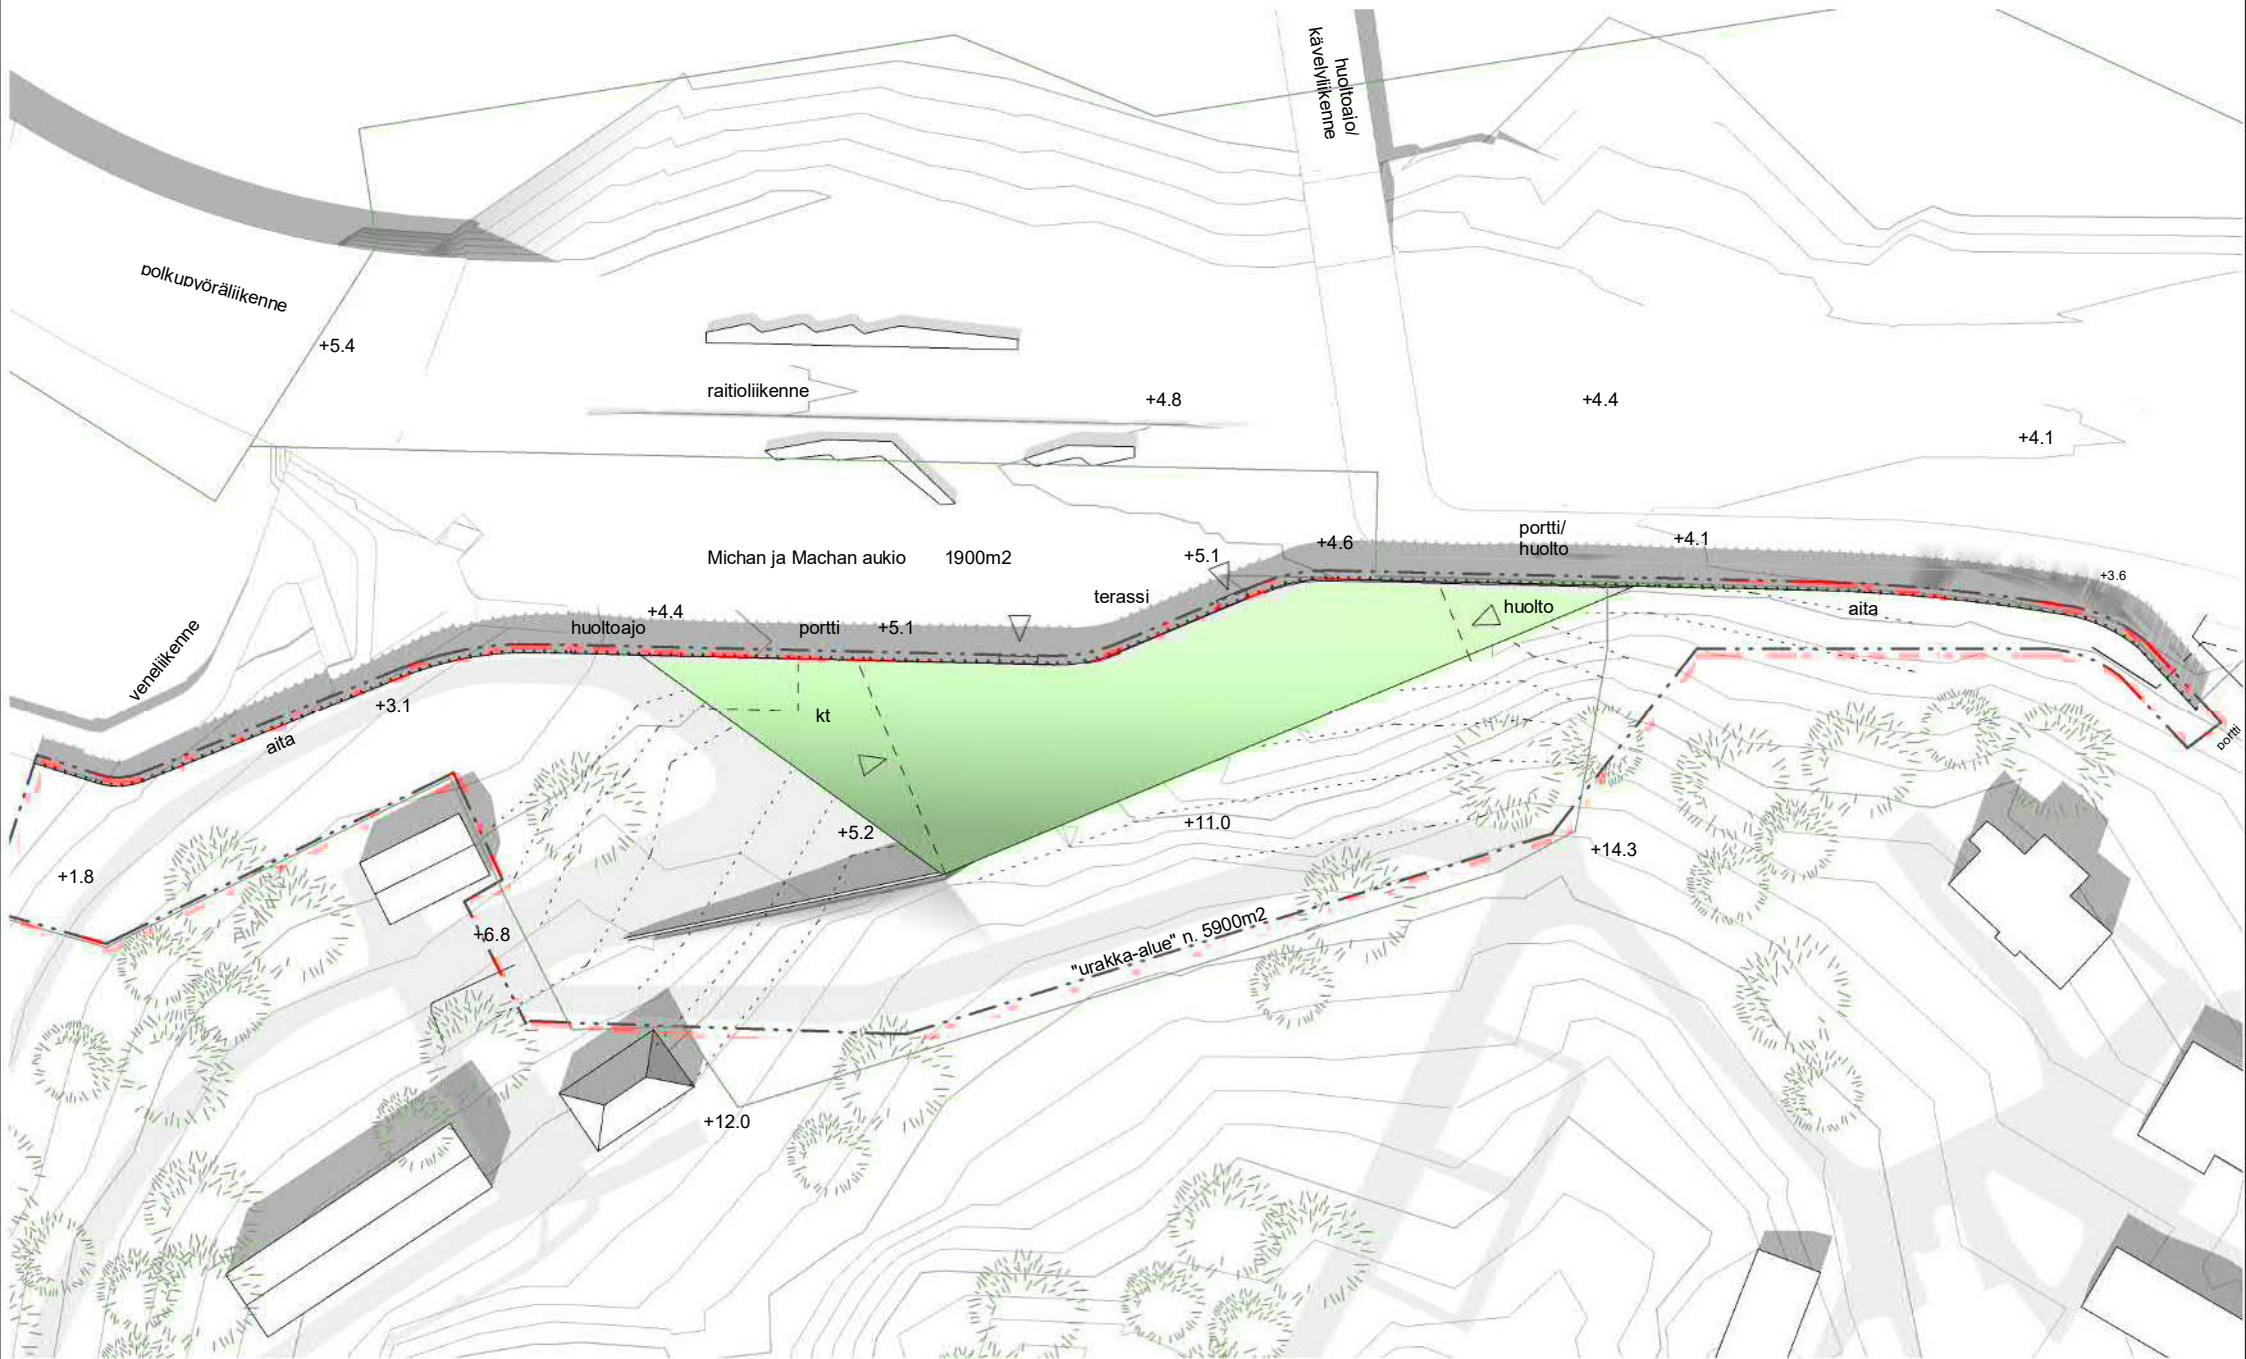 huoltoajo/
kävelyliikenne
polkupyöräliikenne
+5.4
raitioliikenne
+4.8
+4.4
+4.1
Michan ja Machan aukio 1900m2
+5.1
+4.6
portti/
huolto
+4.1
+3.6
terassi
huolto
aita
+4.4
huoltoajo
portti
+5.1
veneliikenne
+3.1
aita
kt
portti
+5.2
+11.0
+14.3
+1.8
+6.8
"urakka-alue" n. 5900m2
+12.0